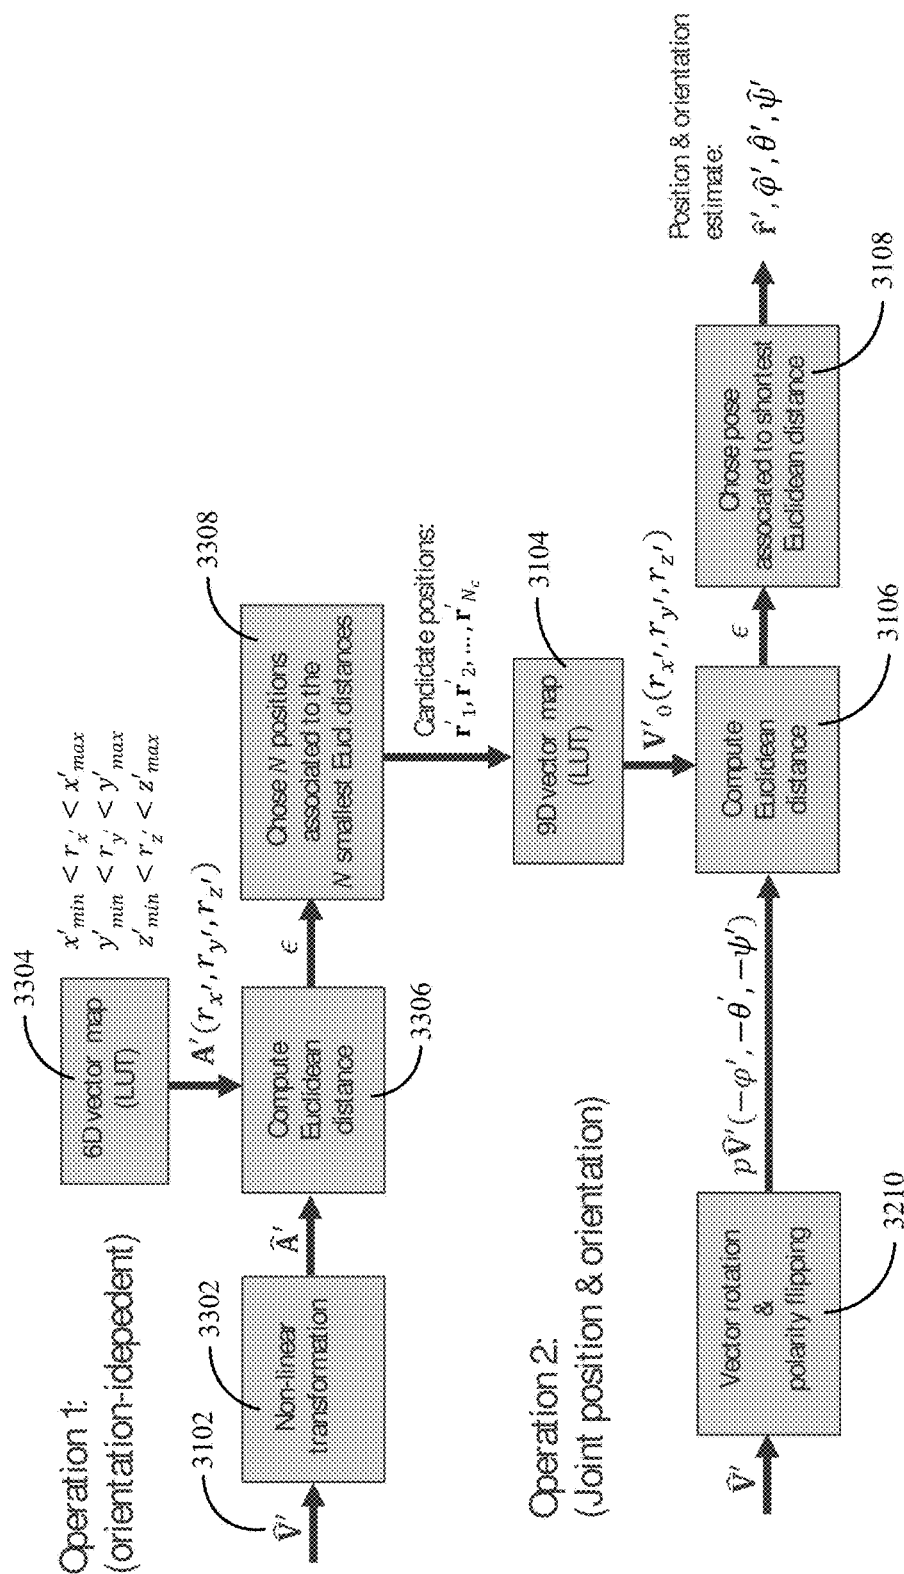 Operation 1:
(orientation-idepedent)
3102
V̂′
3302
Non-linear
transformation
Â′
3304
6D vector map
(LUT)
x′min < rx′ < x′max
y′min < ry′ < y′max
z′min < rz′ < z′max
A′(rx′, ry′, rz′)
Compute
Euclidean
distance
3306
ϵ
3308
Chose N positions
associated to the
N smallest Eucl. distances
Candidate positions:
r′1, r′2, ..., r′Nc
Operation 2:
(Joint position & orientation)
V̂′
Vector rotation
&
polarity flipping
3210
pV̂′(−φ′, −θ′, −ψ′)
3104
9D vector map
(LUT)
V′0(rx′, ry′, rz′)
Compute
Euclidean
distance
3106
ϵ
Chose pose
associated to shortest
Euclidean distance
3108
Position & orientation
estimate:
r̂′, φ̂′, θ̂′, ψ̂′